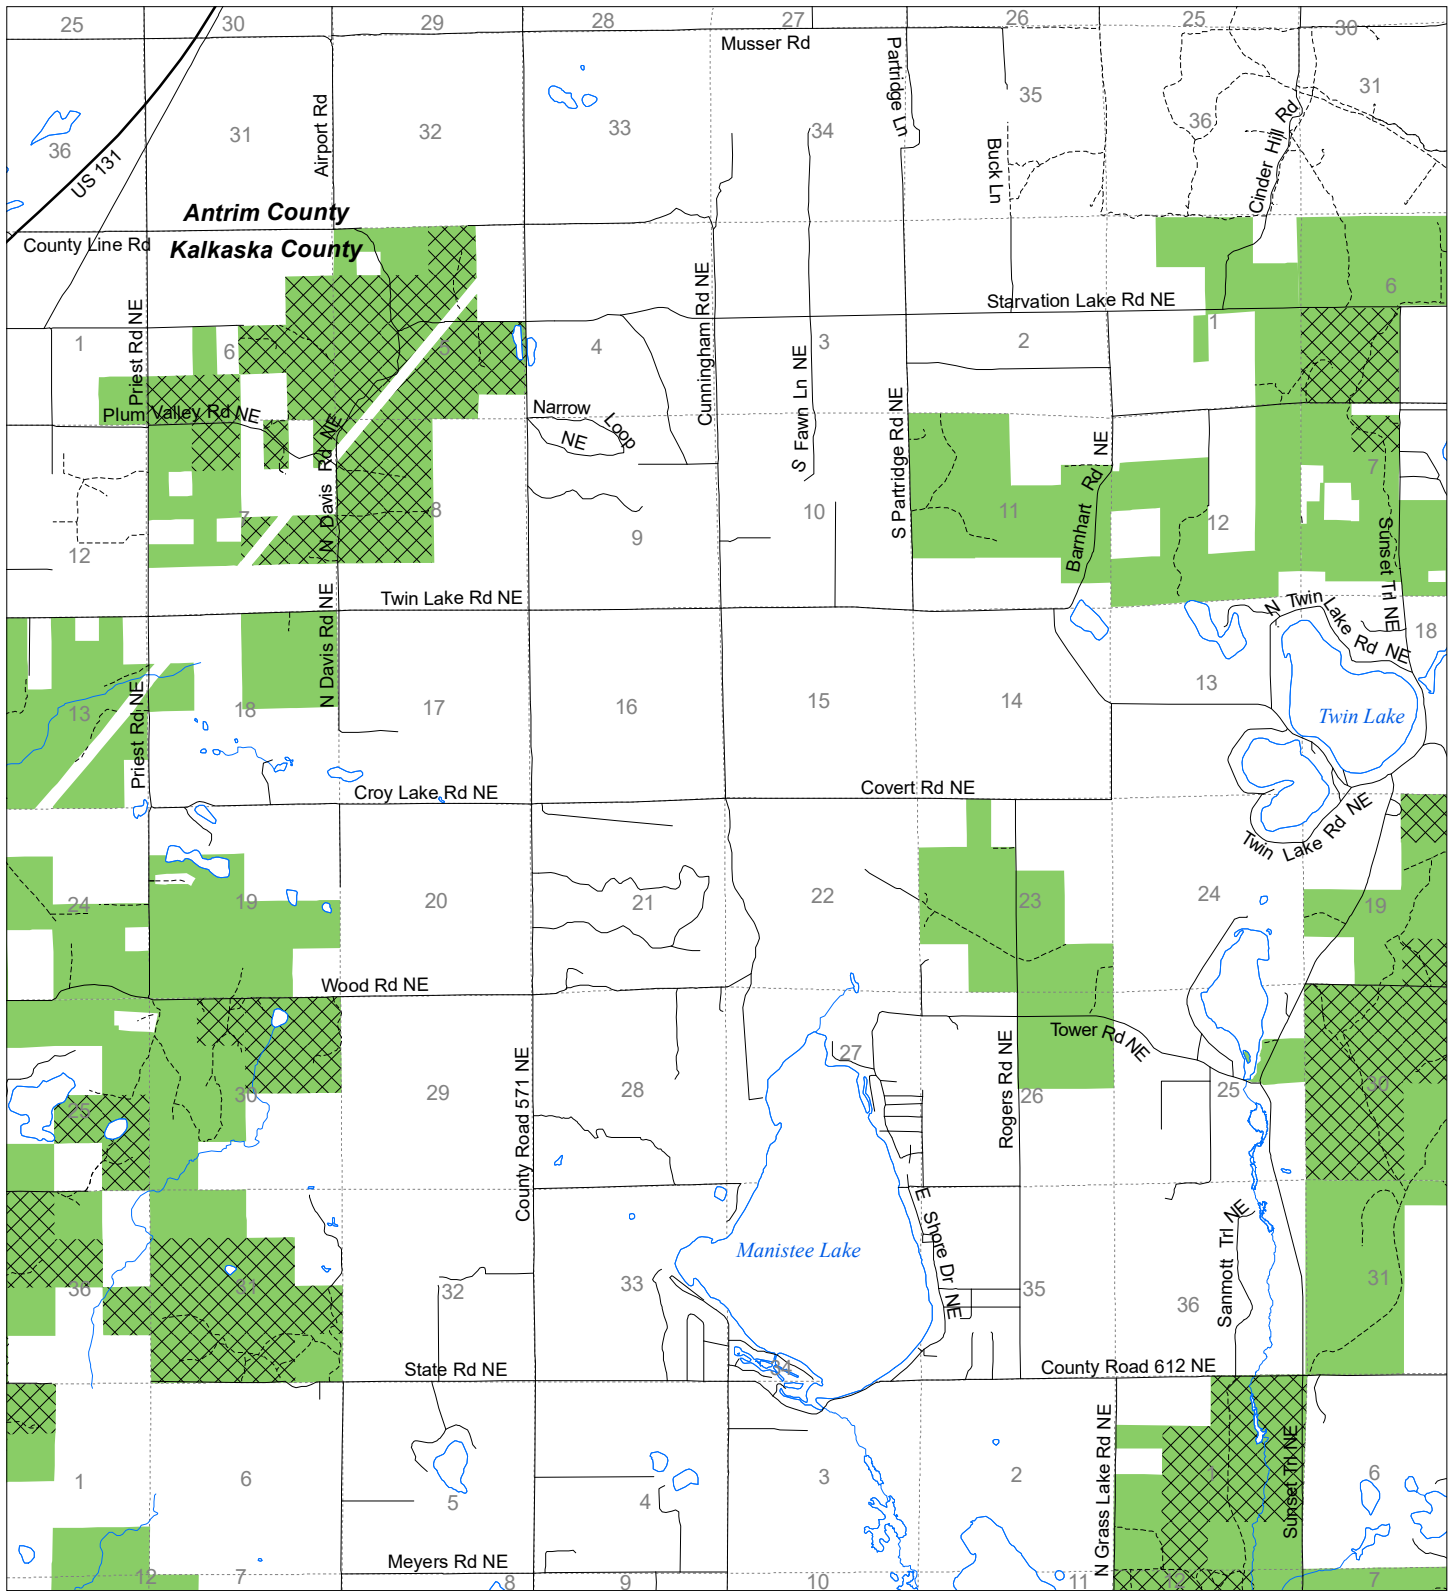 25
30
29
28
27
26
25
30
Musser Rd
Partridge Ln
36
31
Airport Rd
32
33
34
35
Buck Ln
36
Cinder Hill Rd
31
US 131
Antrim County
County Line Rd
Kalkaska County
1
Priest Rd NE
6
5
4
Cunningham Rd NE
3
Starvation Lake Rd NE
2
1
6
Plum Valley Rd NE
N Davis Rd NE
Narrow Loop NE
S Fawn Ln NE
S Partridge Rd NE
Barnhart Rd NE
12
7
8
9
10
11
12
7
Sunset Trl NE
Twin Lake Rd NE
N Twin Lake Rd NE
18
13
Priest Rd NE
18
N Davis Rd NE
17
16
15
14
13
Twin Lake
Croy Lake Rd NE
Covert Rd NE
Twin Lake Rd NE
24
19
20
21
22
23
24
19
Wood Rd NE
County Road 571 NE
Rogers Rd NE
Tower Rd NE
25
30
29
28
27
26
25
30
Manistee Lake
E Shore Dr NE
Sanmott Trl NE
36
31
32
33
34
35
36
31
State Rd NE
County Road 612 NE
1
6
5
4
3
2
N Grass Lake Rd NE
1
Sunset Trl NE
6
Meyers Rd NE
12
7
8
9
10
11
12
7